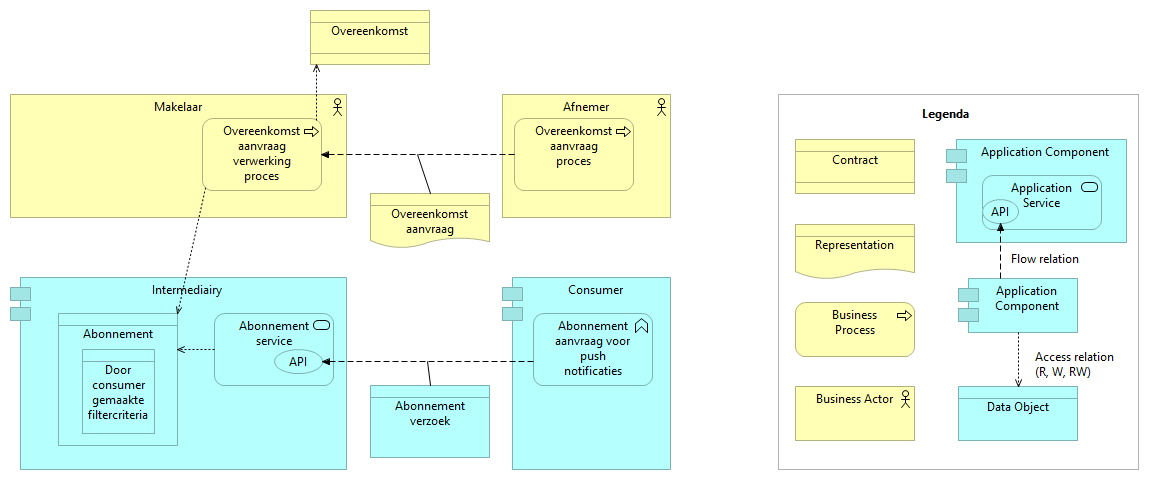 Overeenkomst
Makelaar
Overeenkomst
aanvraag
verwerking
proces
Afnemer
Overeenkomst
aanvraag
proces
Overeenkomst
aanvraag
Intermediairy
Abonnement
Door
consumer
gemaakte
filtercriteria
Abonnement
service
API
Consumer
Abonnement
aanvraag voor
push
notificaties
Abonnement
verzoek
Legenda
Contract
Representation
Business
Process
Business Actor
Application Component
Application
Service
API
Flow relation
Application
Component
Access relation
(R, W, RW)
Data Object